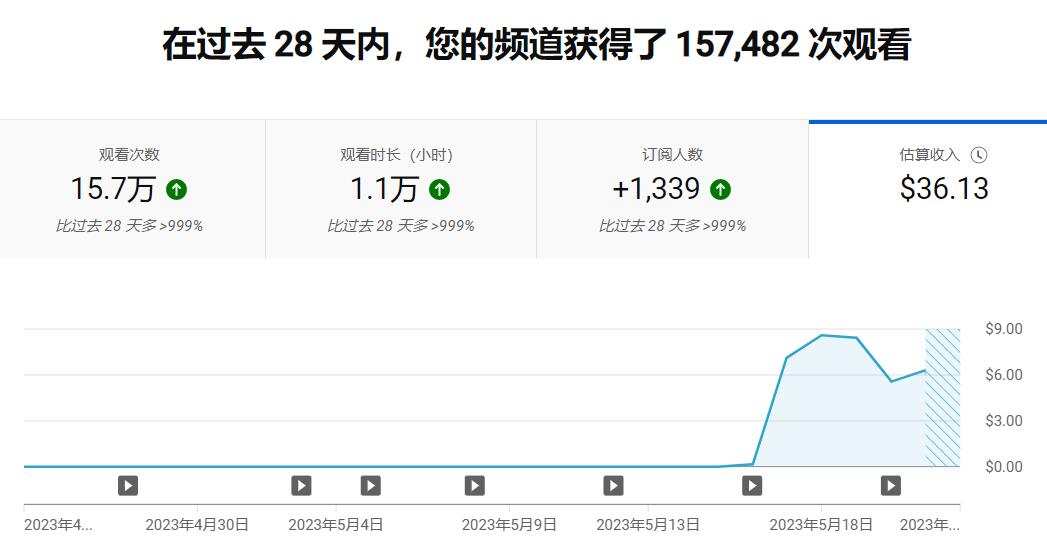 在过去 28 天内，您的频道获得了 157,482 次观看
观看次数
15.7万
比过去 28 天多 >999%
观看时长（小时）
1.1万
比过去 28 天多 >999%
订阅人数
+1,339
比过去 28 天多 >999%
估算收入
$36.13
$9.00
$6.00
$3.00
$0.00
2023年4... 2023年4月30日 2023年5月4日 2023年5月9日 2023年5月13日 2023年5月18日 2023年...